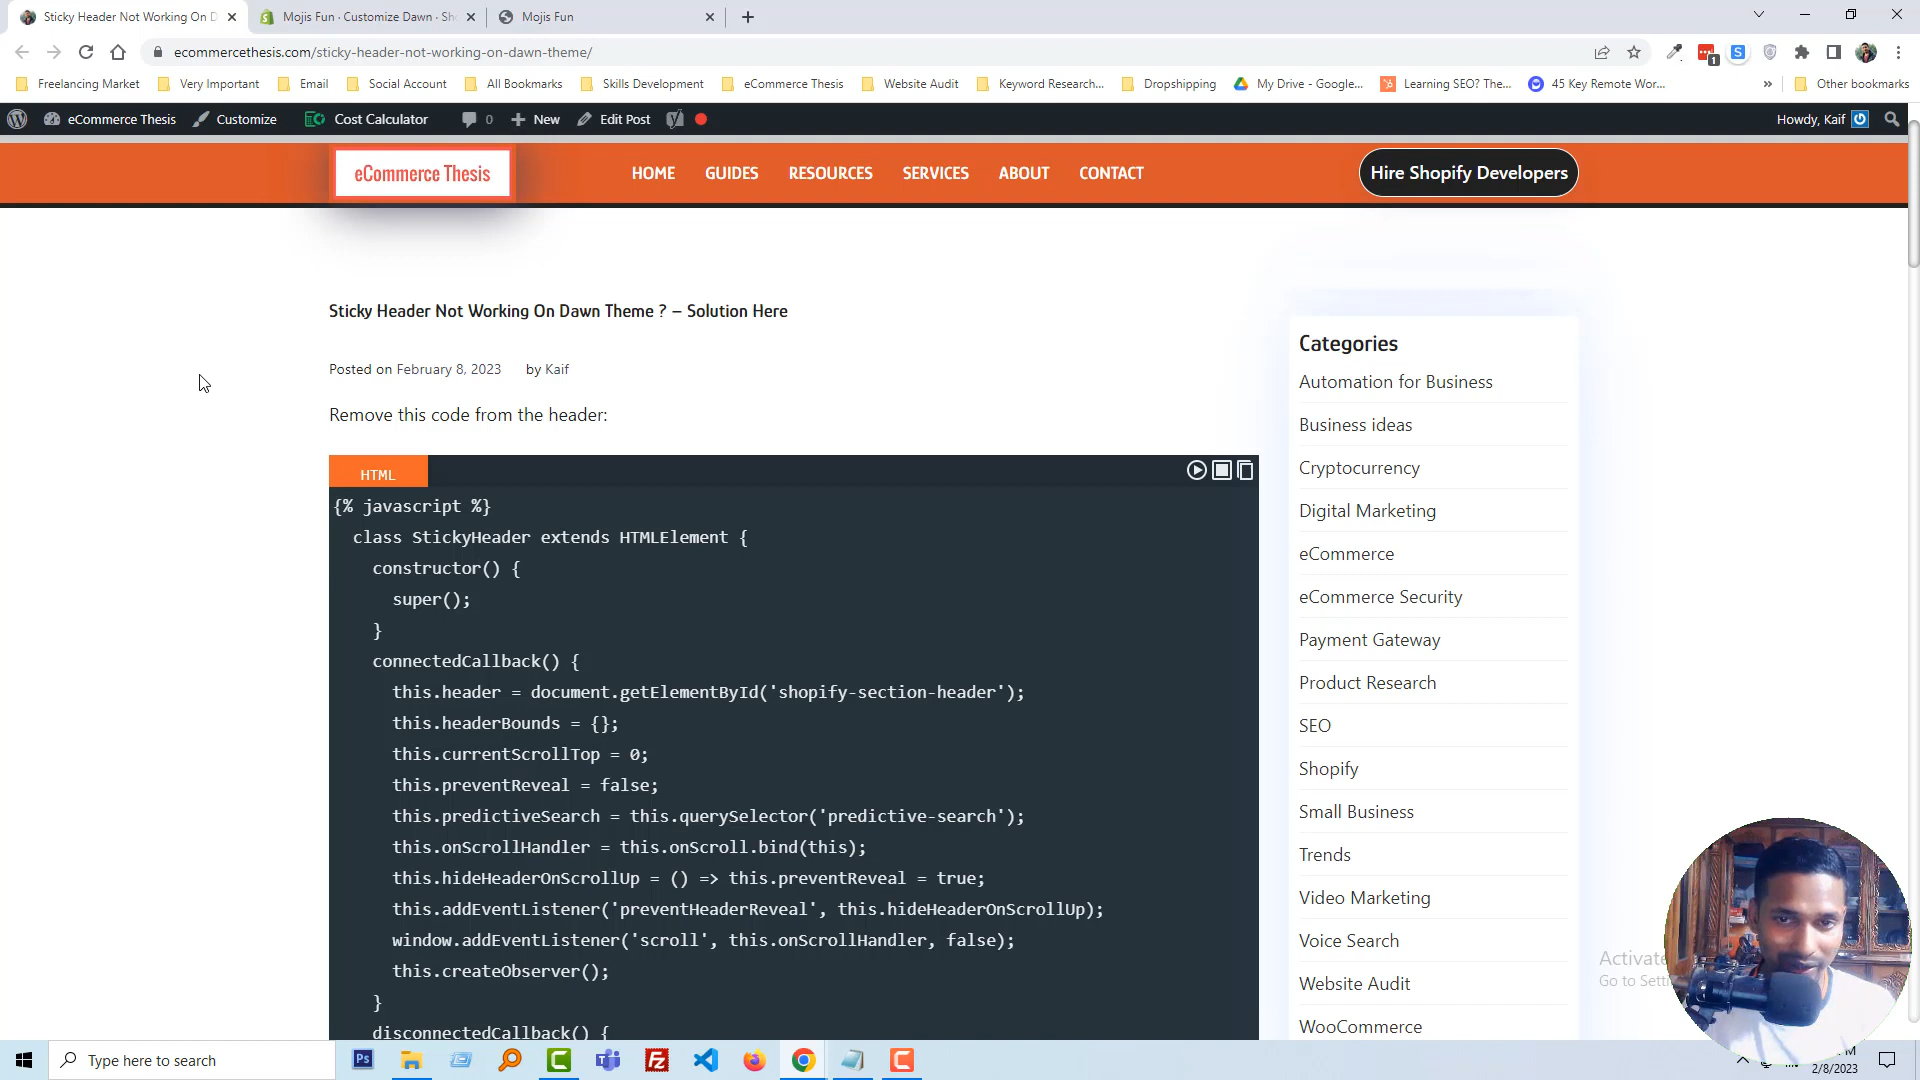 Sticky Header Not Working On D
Mojis Fun · Customize Dawn · Sho
Mojis Fun
ecommercethesis.com/sticky-header-not-working-on-dawn-theme/
1
Freelancing Market
Very Important
Email
Social Account
All Bookmarks
Skills Development
eCommerce Thesis
Website Audit
Keyword Research...
Dropshipping
My Drive - Google...
Learning SEO? The...
45 Key Remote Wor...
»
Other bookmarks
eCommerce Thesis
Customize
Cost Calculator
0
New
Edit Post
Howdy, Kaif
eCommerce Thesis
HOME
GUIDES
RESOURCES
SERVICES
ABOUT
CONTACT
Hire Shopify Developers
Sticky Header Not Working On Dawn Theme ? – Solution Here
Posted on February 8, 2023 by Kaif
Remove this code from the header:
HTML
{% javascript %}
class StickyHeader extends HTMLElement {
constructor() {
super();
}
connectedCallback() {
this.header = document.getElementById('shopify-section-header');
this.headerBounds = {};
this.currentScrollTop = 0;
this.preventReveal = false;
this.predictiveSearch = this.querySelector('predictive-search');
this.onScrollHandler = this.onScroll.bind(this);
this.hideHeaderOnScrollUp = () => this.preventReveal = true;
this.addEventListener('preventHeaderReveal', this.hideHeaderOnScrollUp);
window.addEventListener('scroll', this.onScrollHandler, false);
this.createObserver();
}
disconnectedCallback() {
Categories
Automation for Business
Business ideas
Cryptocurrency
Digital Marketing
eCommerce
eCommerce Security
Payment Gateway
Product Research
SEO
Shopify
Small Business
Trends
Video Marketing
Voice Search
Website Audit
WooCommerce
Activate
Go to Setti
Type here to search
Ps
2/8/2023